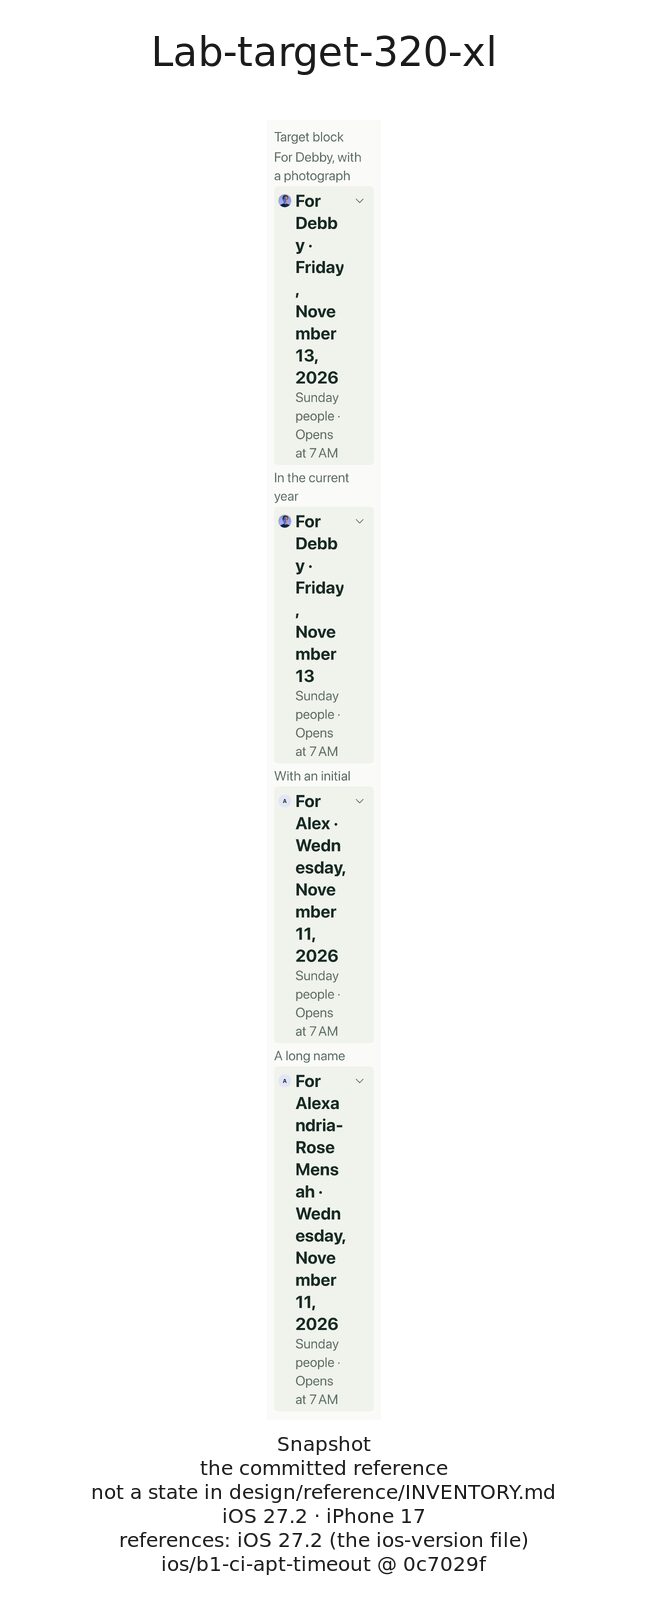 Lab-target-320-xl
Target block
For Debby, with
a photograph
For
Debb
y ·
Friday
,
Nove
mber
13,
2026
Sunday
people ·
Opens
at 7 AM
In the current
year
For
Debb
y ·
Friday
,
Nove
mber
13
Sunday
people ·
Opens
at 7 AM
With an initial
A
For
Alex ·
Wedn
esday,
Nove
mber
11,
2026
Sunday
people ·
Opens
at 7 AM
A long name
A
For
Alexa
ndria-
Rose
Mens
ah ·
Wedn
esday,
Nove
mber
11,
2026
Sunday
people ·
Opens
at 7 AM
Snapshot
the committed reference
not a state in design/reference/INVENTORY.md
iOS 27.2 · iPhone 17
references: iOS 27.2 (the ios-version file)
ios/b1-ci-apt-timeout @ 0c7029f